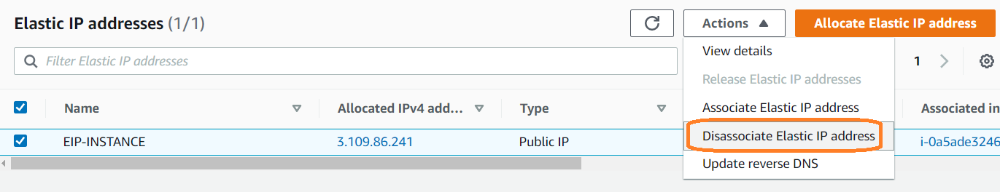 Elastic IP addresses (1/1)
Actions
Allocate Elastic IP address
Filter Elastic IP addresses
1
View details
Release Elastic IP addresses
Associate Elastic IP address
Disassociate Elastic IP address
Update reverse DNS
Name Allocated IPv4 add... Type Associated in
EIP-INSTANCE 3.109.86.241 Public IP i-0a5ade3246